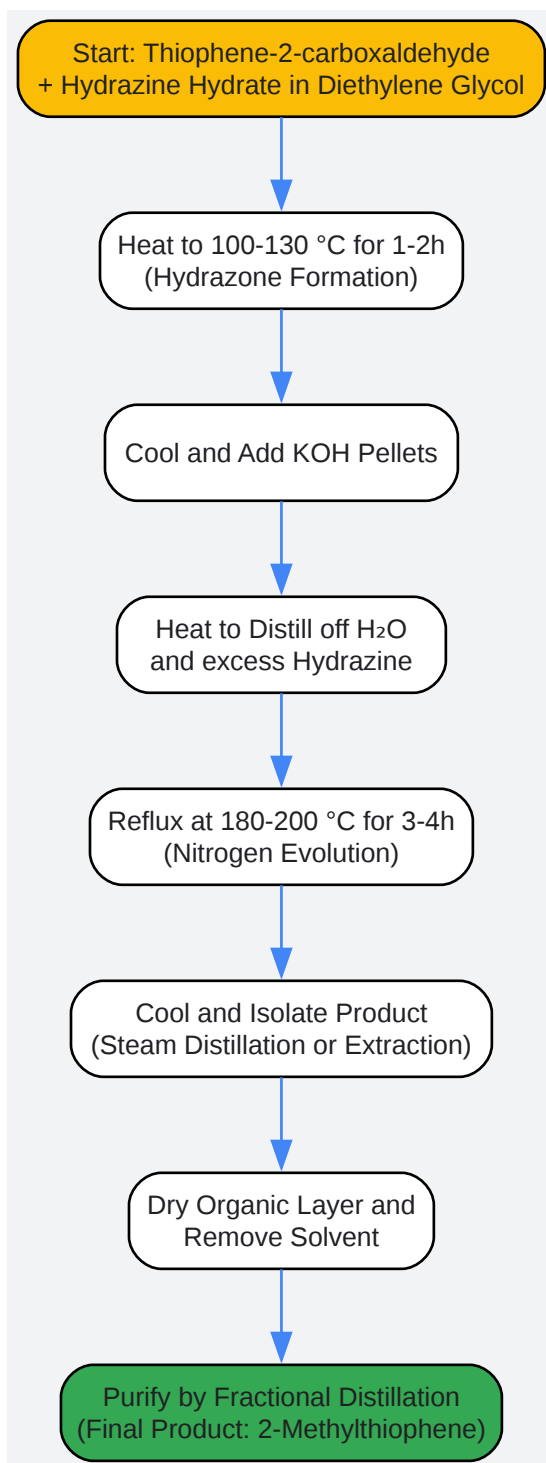 Start: Thiophene-2-carboxaldehyde
+ Hydrazine Hydrate in Diethylene Glycol
Heat to 100-130 °C for 1-2h
(Hydrazone Formation)
Cool and Add KOH Pellets
Heat to Distill off H₂O
and excess Hydrazine
Reflux at 180-200 °C for 3-4h
(Nitrogen Evolution)
Cool and Isolate Product
(Steam Distillation or Extraction)
Dry Organic Layer and
Remove Solvent
Purify by Fractional Distillation
(Final Product: 2-Methylthiophene)